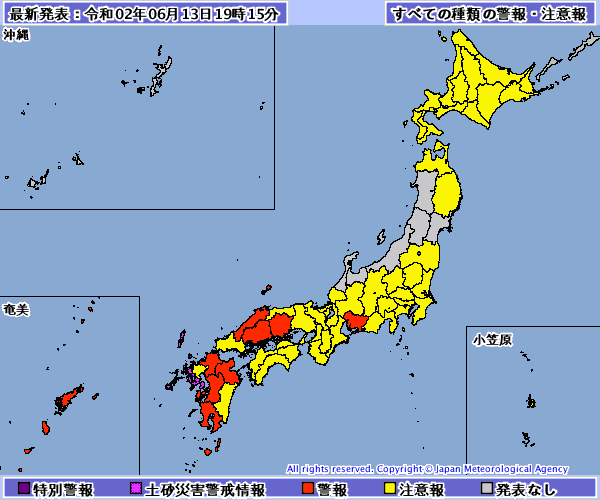 最新発表：令和02年06月13日19時15分
すべての種類の警報・注意報
沖縄
奄美
小笠原
All rights reserved. Copyright © Japan Meteorological Agency
特別警報 土砂災害警戒情報 警報 注意報 発表なし